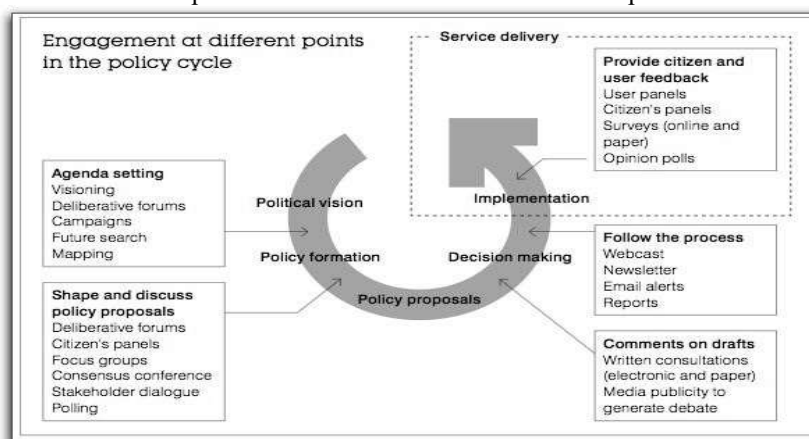 Engagement at different points
in the policy cycle
Service delivery
Provide citizen and
user feedback
User panels
Citizen's panels
Surveys (online and
paper)
Opinion polls
Agenda setting
Visioning
Deliberative forums
Campaigns
Future search
Mapping
Political vision
Implementation
Policy formation
Decision making
Policy proposals
Follow the process
Webcast
Newsletter
Email alerts
Reports
Shape and discuss
policy proposals
Deliberative forums
Citizen's panels
Focus groups
Consensus conference
Stakeholder dialogue
Polling
Comments on drafts
Written consultations
(electronic and paper)
Media publicity to
generate debate